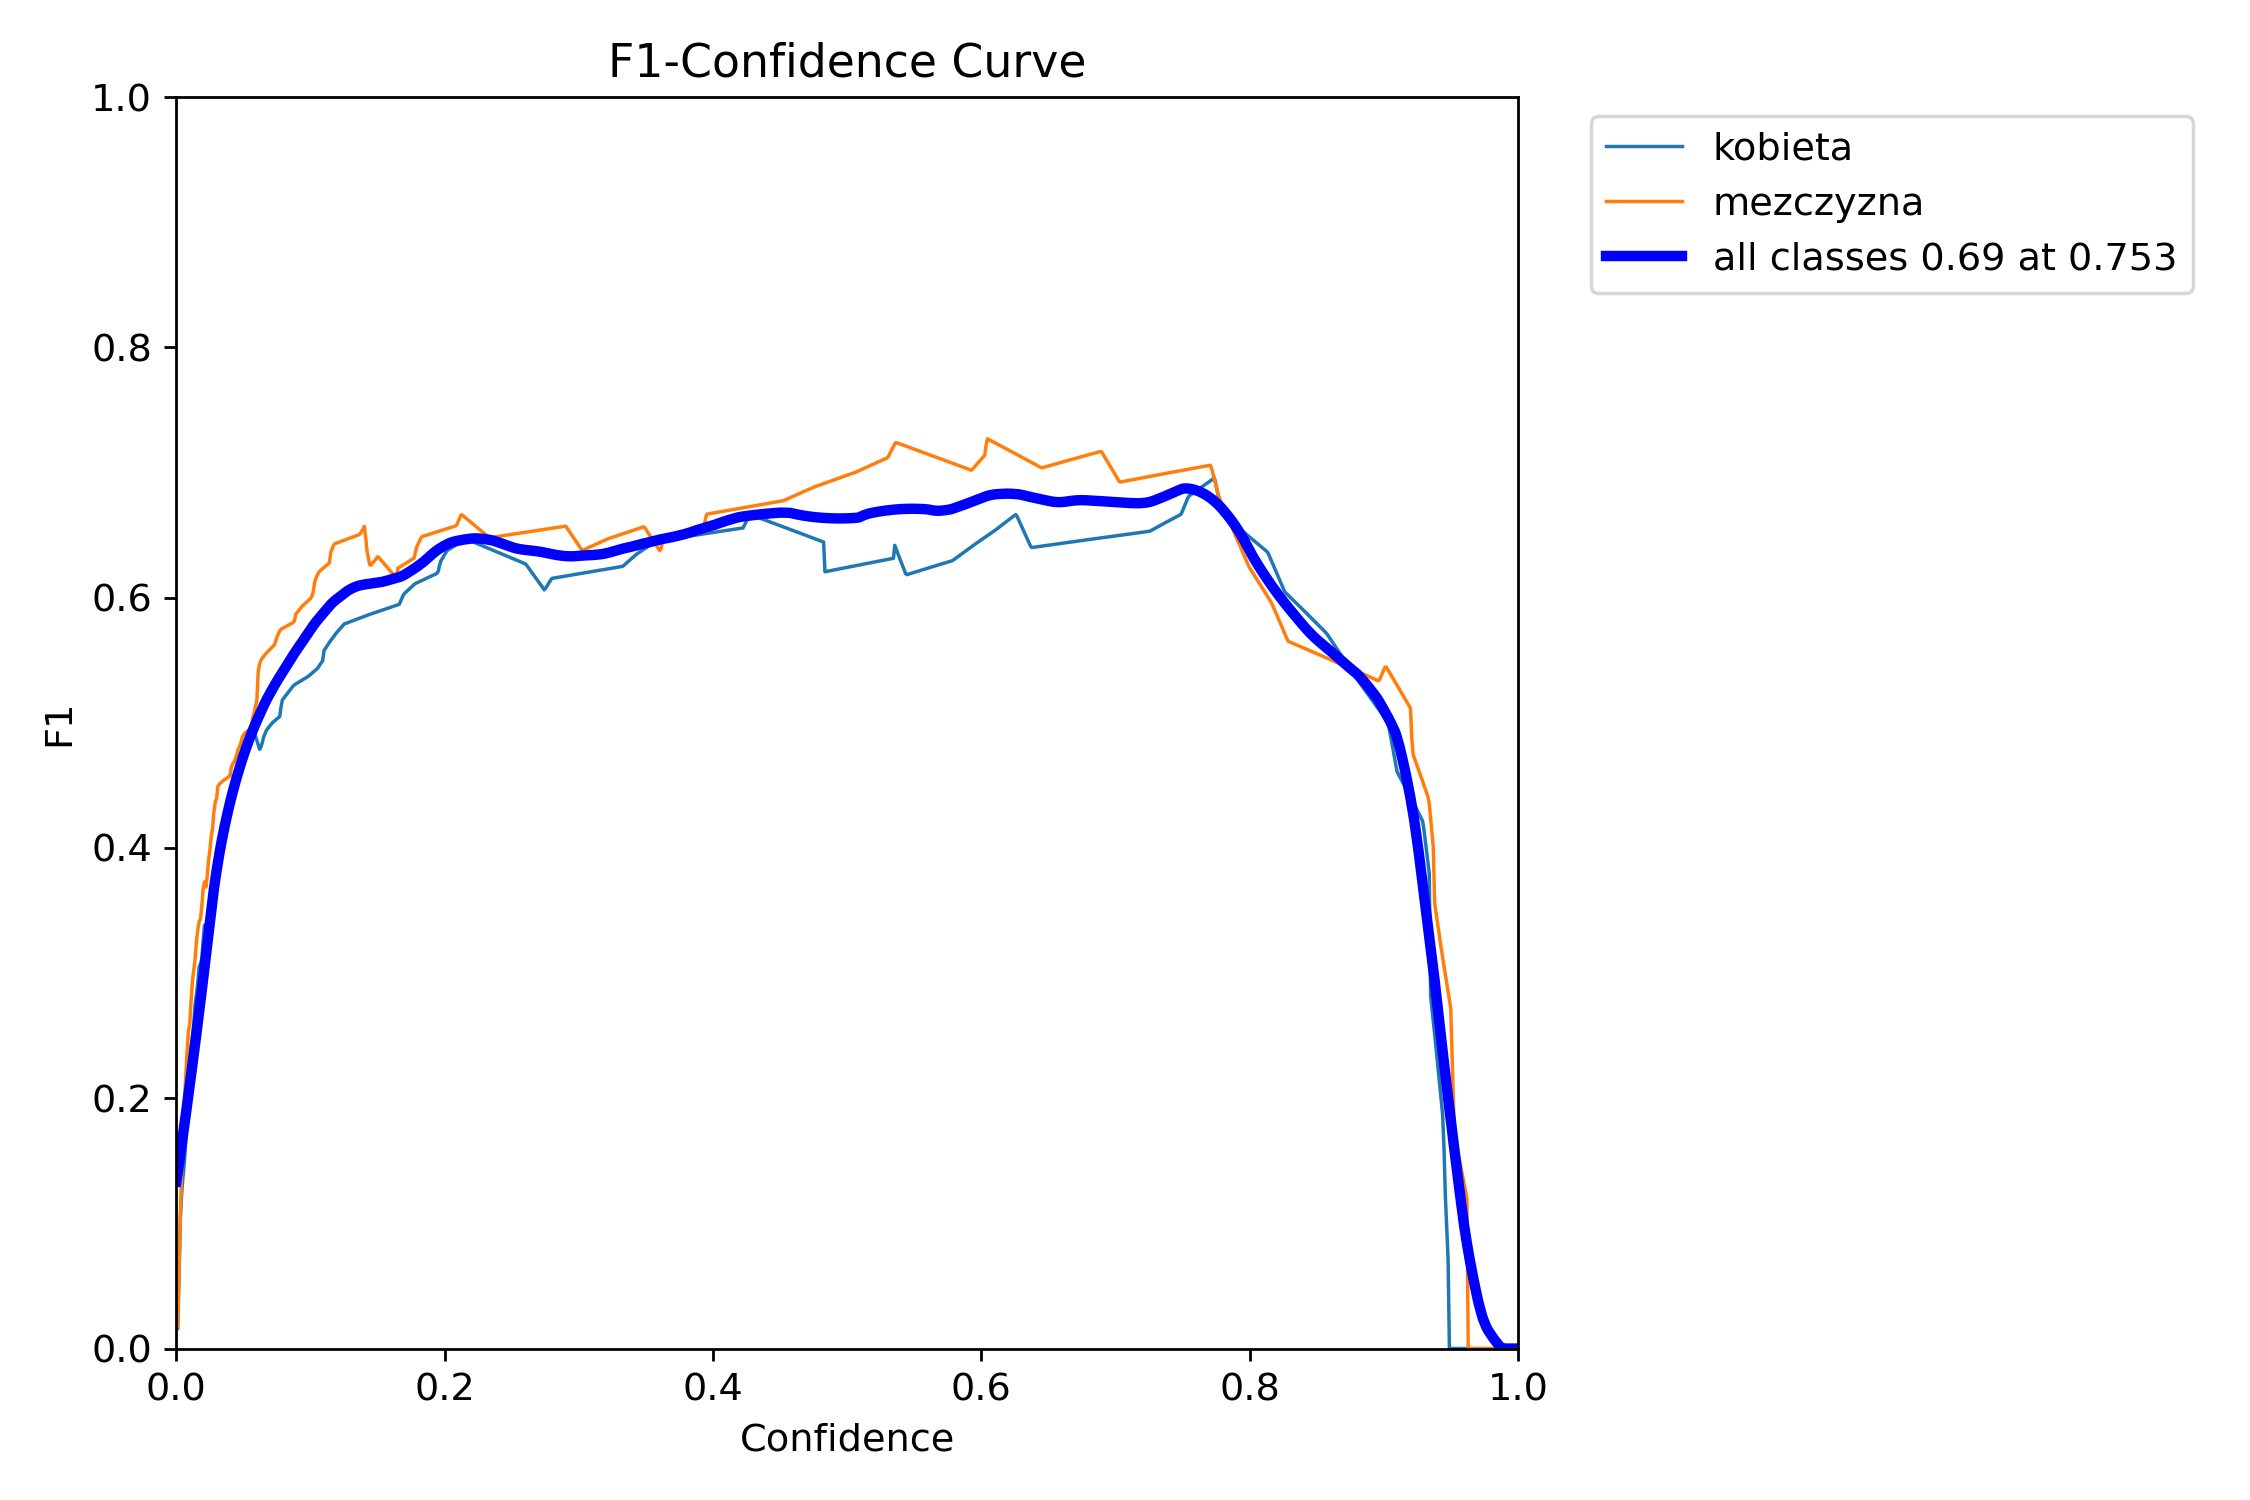 F1-Confidence Curve
1.0
0.8
0.6
0.4
0.2
0.0
F1
0.0 0.2 0.4 0.6 0.8 1.0
Confidence
kobieta
mezczyzna
all classes 0.69 at 0.753